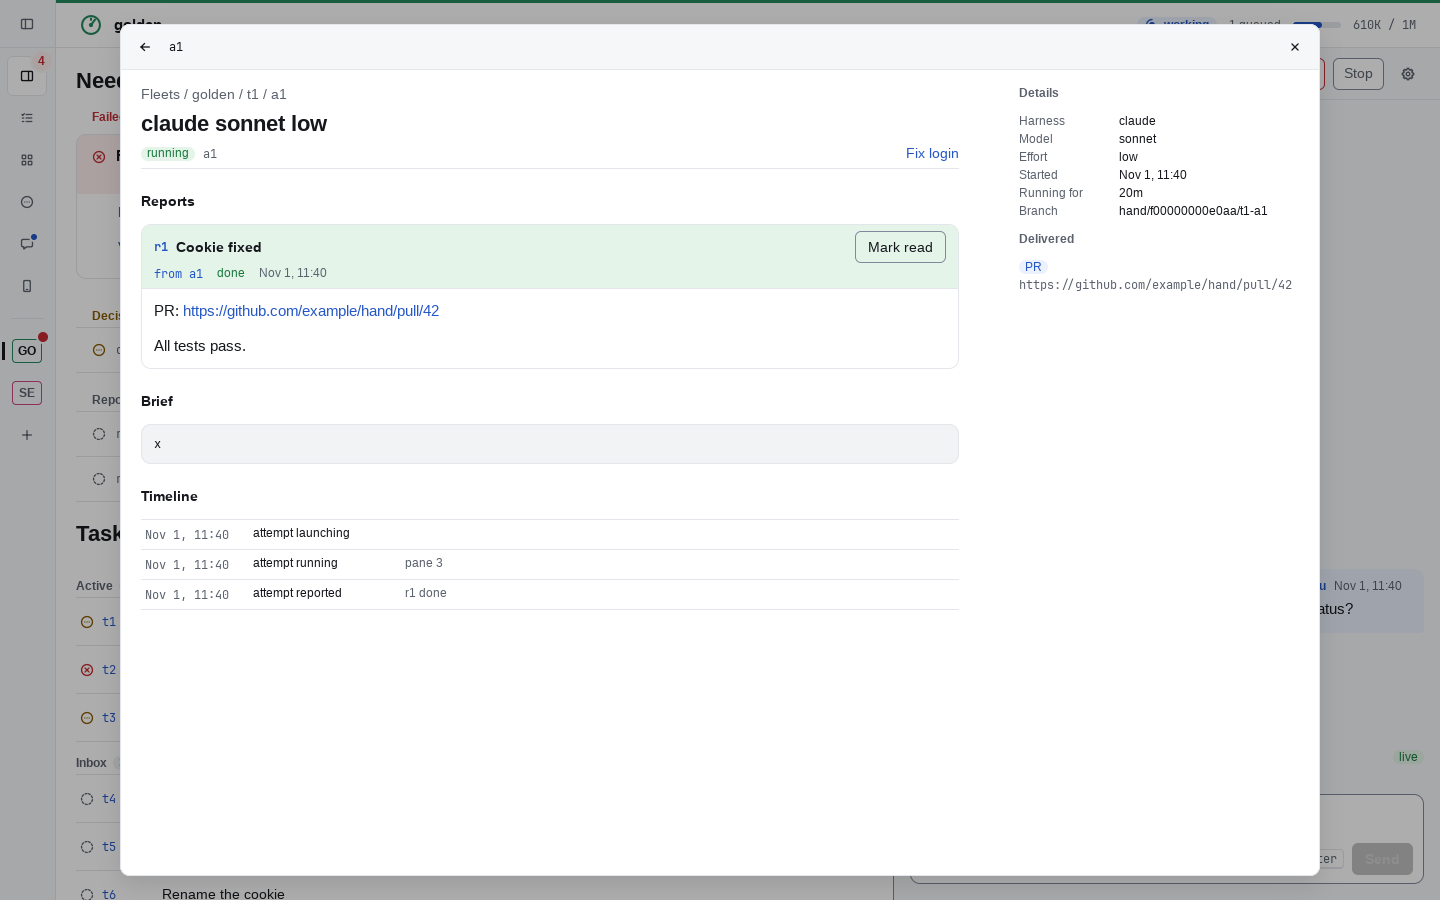 golden
working
1 queued
610K / 1M
4
a1
Stop
Fleets / golden / t1 / a1
claude sonnet low
running a1
Fix login
Reports
r1 Cookie fixed
Mark read
from a1 done Nov 1, 11:40
PR: https://github.com/example/hand/pull/42
All tests pass.
Brief
x
Timeline
Nov 1, 11:40 attempt launching
Nov 1, 11:40 attempt running pane 3
Nov 1, 11:40 attempt reported r1 done
Details
Harness claude
Model sonnet
Effort low
Started Nov 1, 11:40
Running for 20m
Branch hand/f00000000e0aa/t1-a1
Delivered
PR
https://github.com/example/hand/pull/42
GO
SE
Active
t1
t2
t3
Inbox
t4
t5
t6 Rename the cookie
Nov 1, 11:40
live
Send